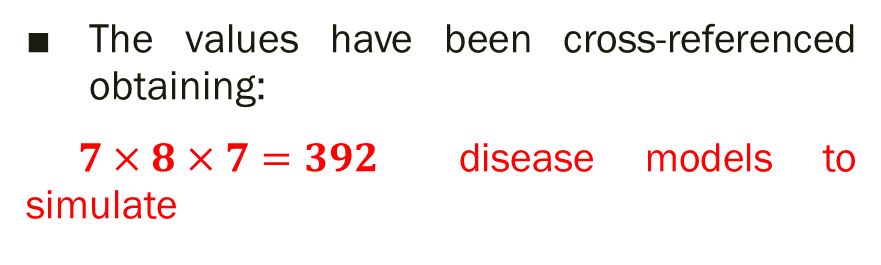 ■ The values have been cross-referenced
obtaining:
7 × 8 × 7 = 392 disease models to
simulate